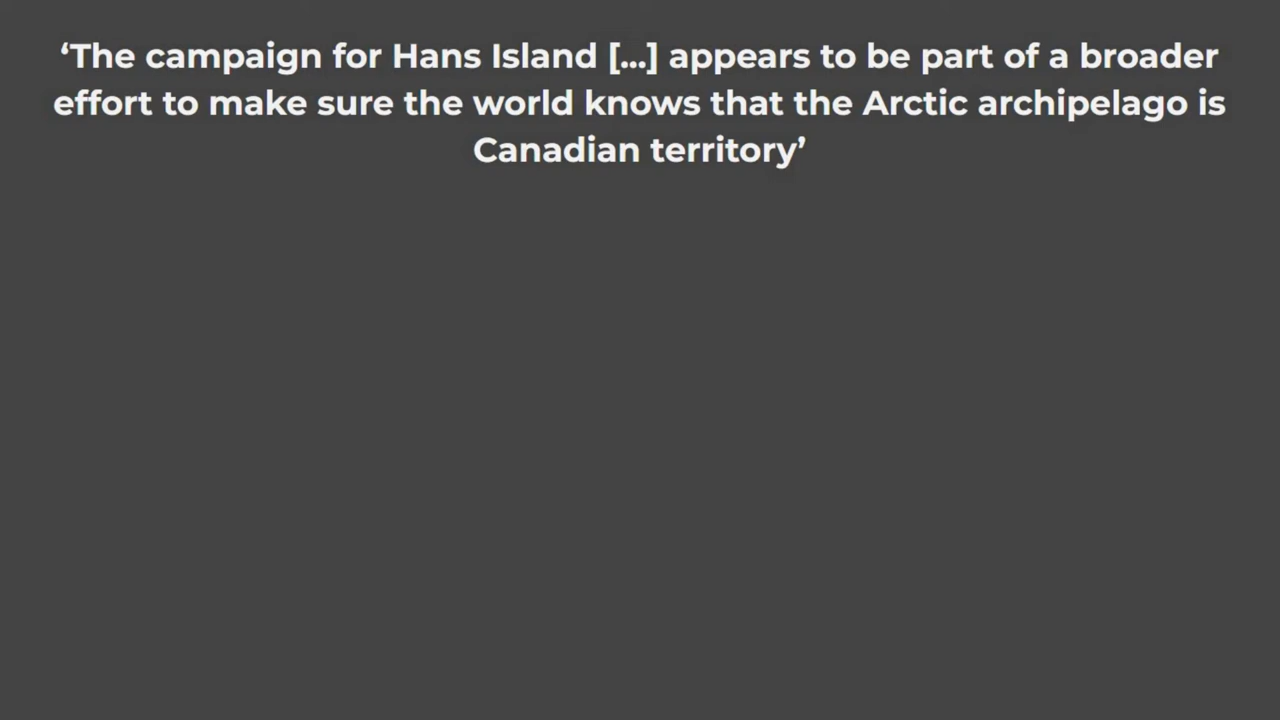 ‘The campaign for Hans Island [...] appears to be part of a broader
effort to make sure the world knows that the Arctic archipelago is
Canadian territory’